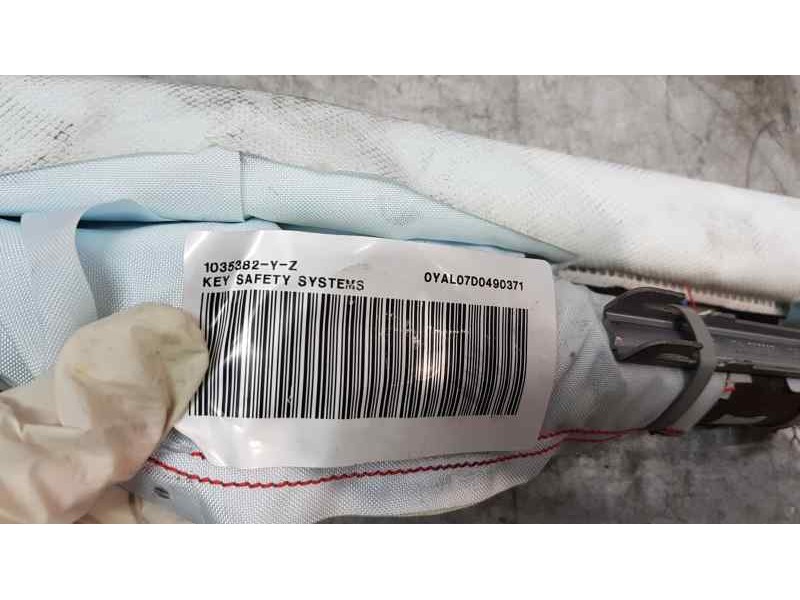 1035382-Y-Z
KEY SAFETY SYSTEMS
0YAL07D0490371